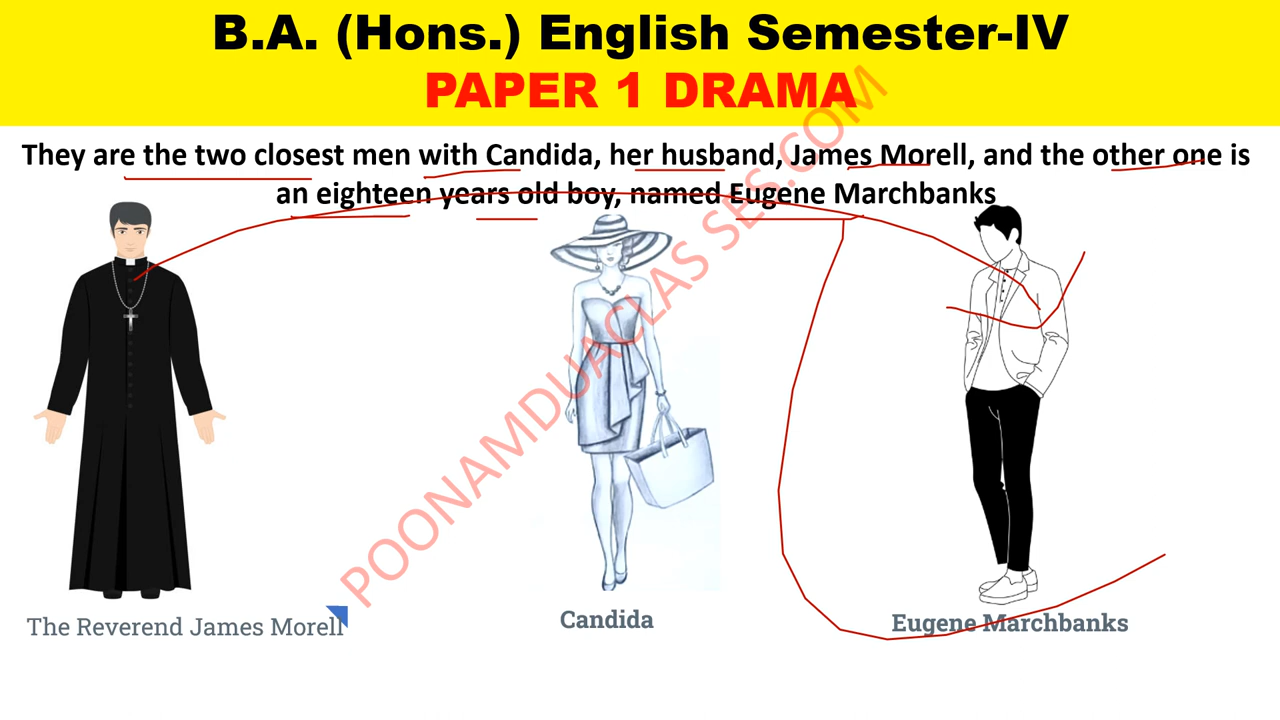 B.A. (Hons.) English Semester-IV
PAPER 1 DRAMA
They are the two closest men with Candida, her husband, James Morell, and the other one is
an eighteen years old boy, named Eugene Marchbanks
POONAMDUACLAS SES.COM
The Reverend James Morell
Candida
Eugene Marchbanks